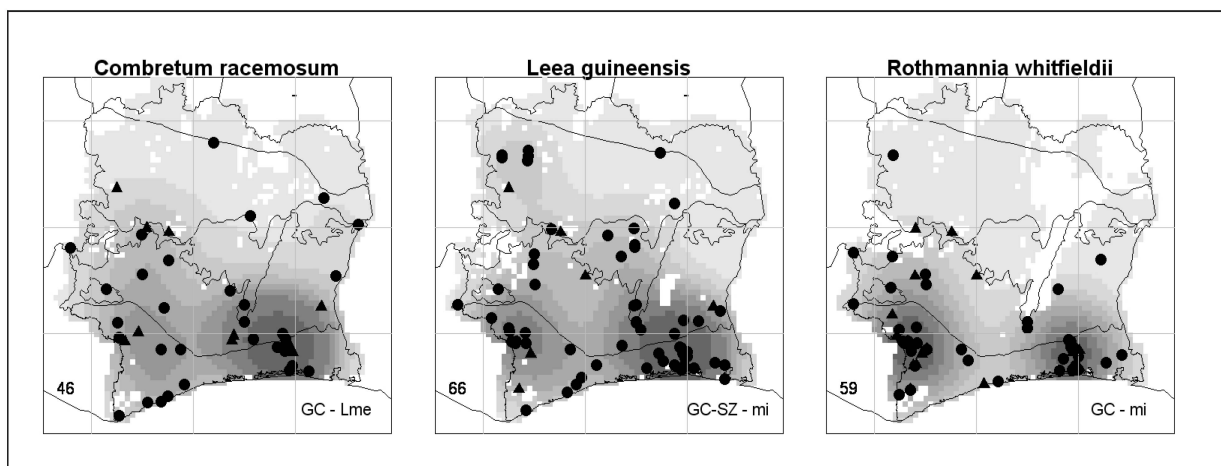 Combretum racemosum
46
GC - Lme
Leea guineensis
66
GC-SZ - mi
Rothmannia whitfieldii
59
GC - mi